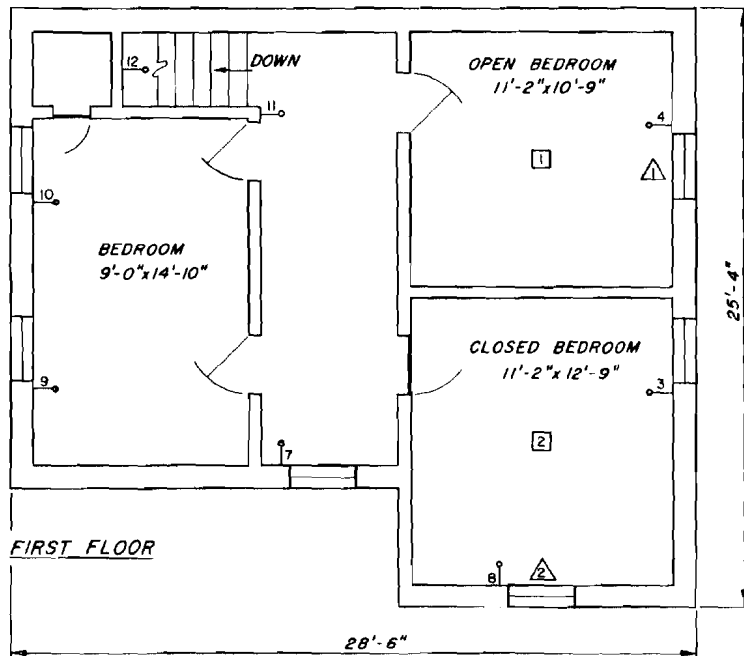 12
DOWN
OPEN BEDROOM
11'-2"x10'-9"
11
4
1
1
10
BEDROOM
9'-0"x14'-10"
25'-4"
CLOSED BEDROOM
11'-2"x 12'-9"
9
3
2
7
FIRST FLOOR
8
2
28'-6"